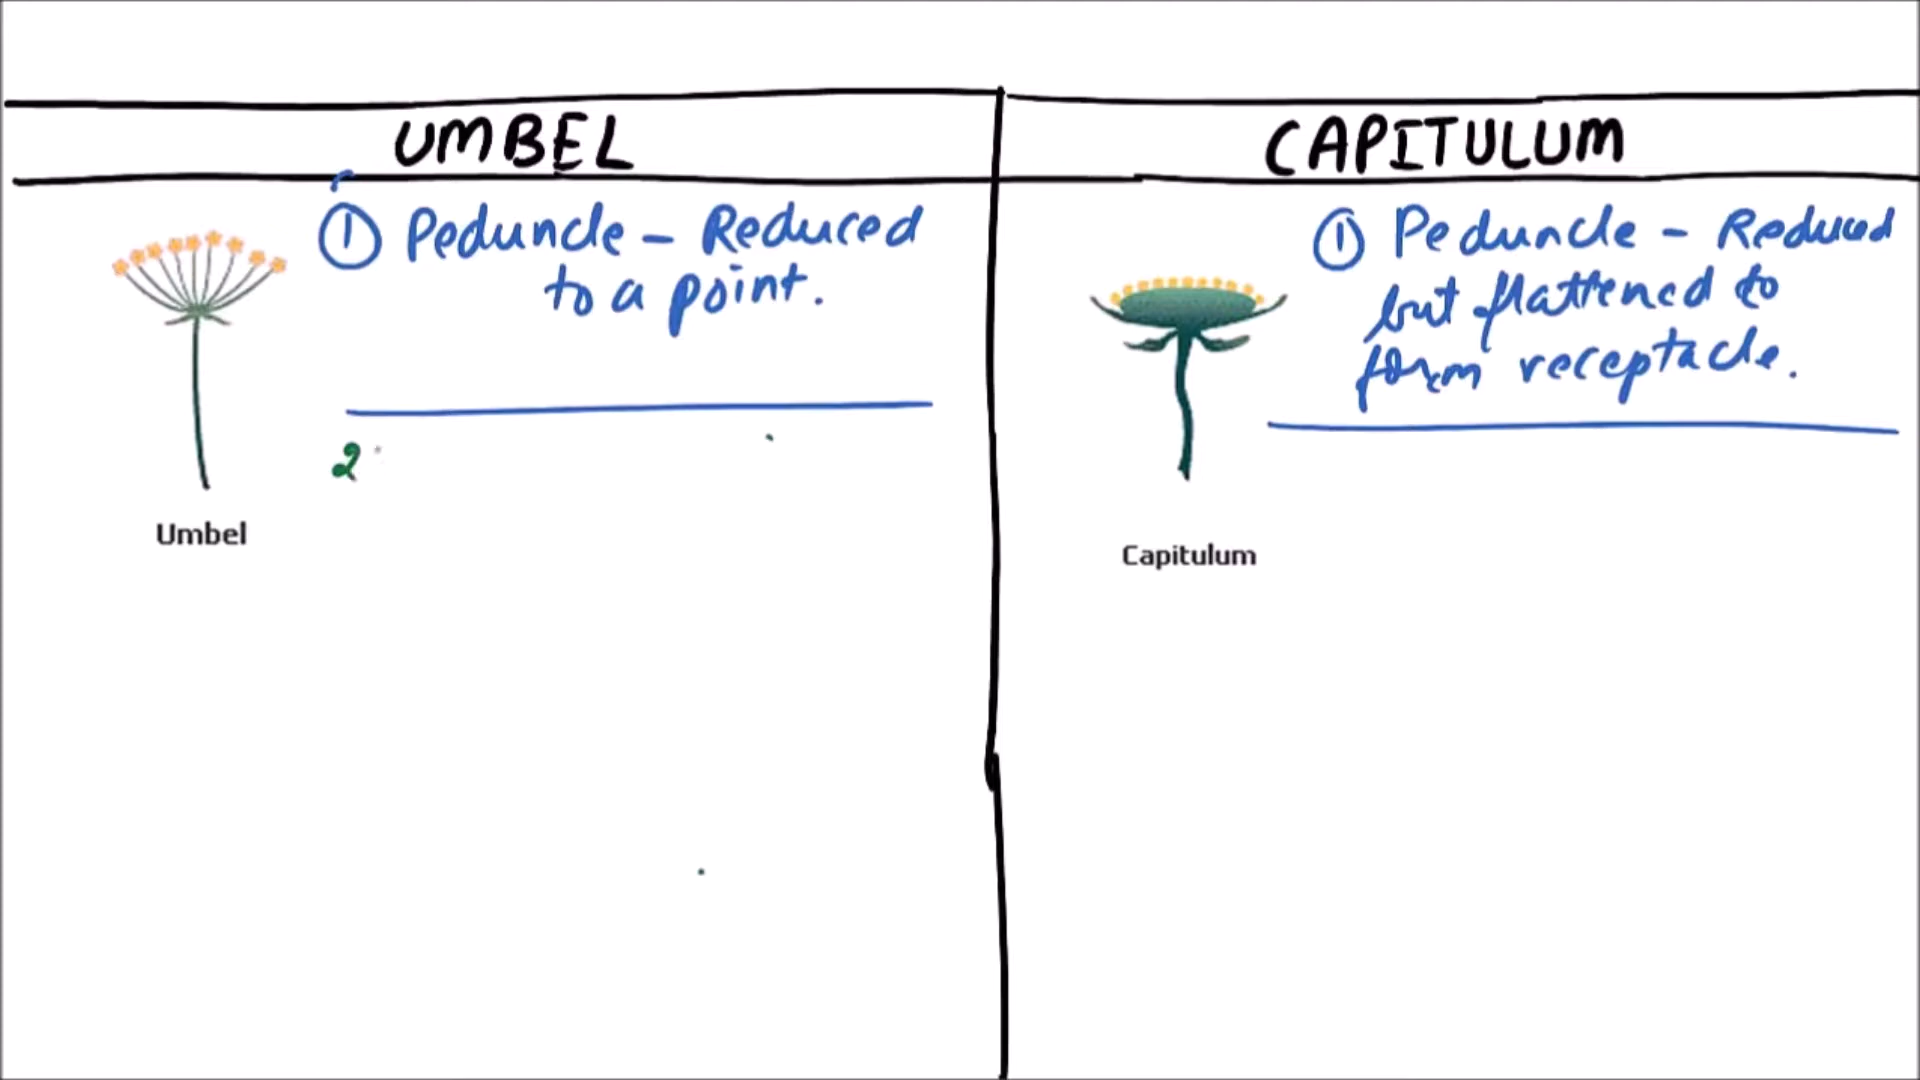 UMBEL
① Peduncle - Reduced
to a point.
2
Umbel
CAPITULUM
① Peduncle - Reduced
but flattened to
form receptacle.
Capitulum